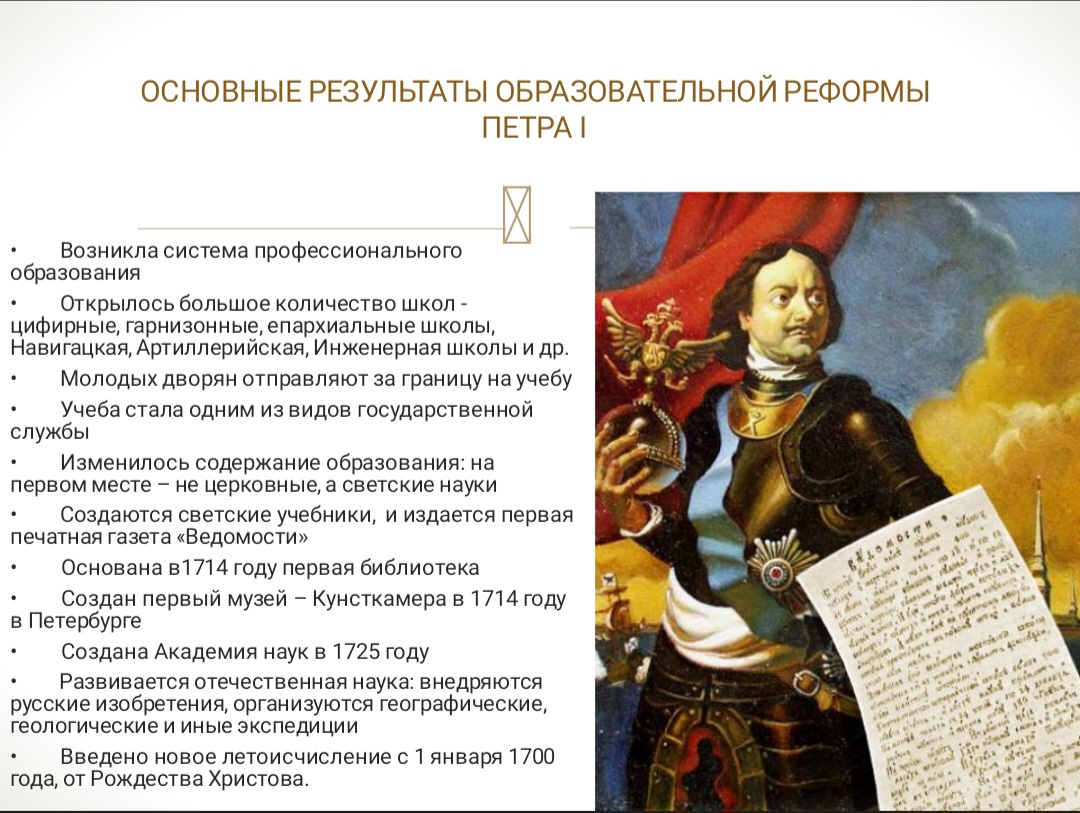 ОСНОВНЫЕ РЕЗУЛЬТАТЫ ОБРАЗОВАТЕЛЬНОЙ РЕФОРМЫ
ПЕТРА I
• Возникла система профессионального
образования
• Открылось большое количество школ -
цифирные, гарнизонные, епархиальные школы,
Навигацкая, Артиллерийская, Инженерная школы и др.
• Молодых дворян отправляют за границу на учебу
• Учеба стала одним из видов государственной
службы
• Изменилось содержание образования: на
первом месте – не церковные, а светские науки
• Создаются светские учебники, и издается первая
печатная газета «Ведомости»
• Основана в1714 году первая библиотека
• Создан первый музей – Кунсткамера в 1714 году
в Петербурге
• Создана Академия наук в 1725 году
• Развивается отечественная наука: внедряются
русские изобретения, организуются географические,
геологические и иные экспедиции
• Введено новое летоисчисление с 1 января 1700
года, от Рождества Христова.